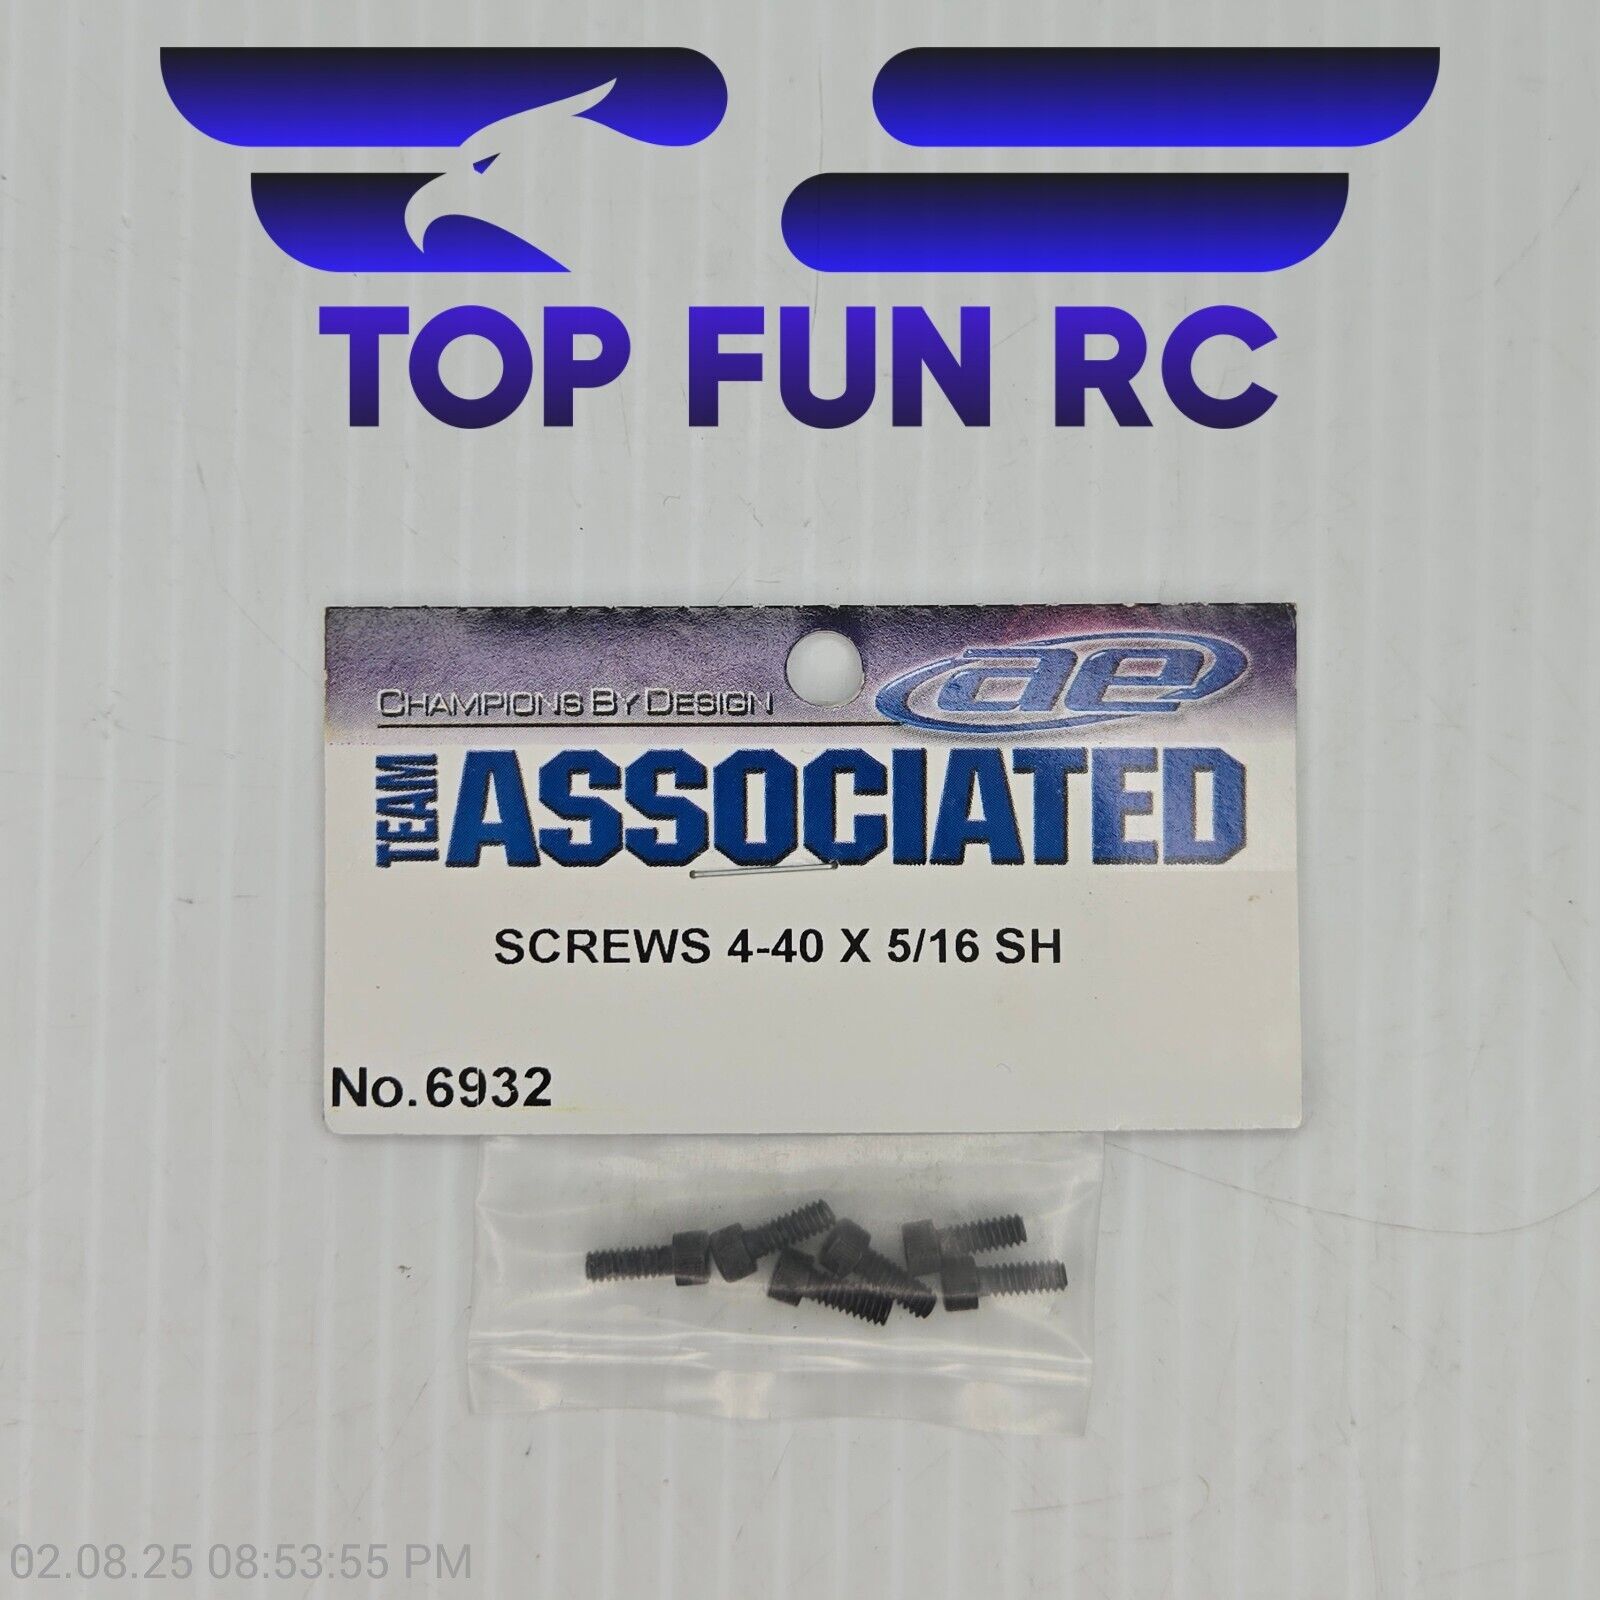 TOP FUN RC
CHAMPIONS BY DESIGN
ae
TEAM ASSOCIATED
SCREWS 4-40 X 5/16 SH
No.6932
02.08.25 08:53:55 PM